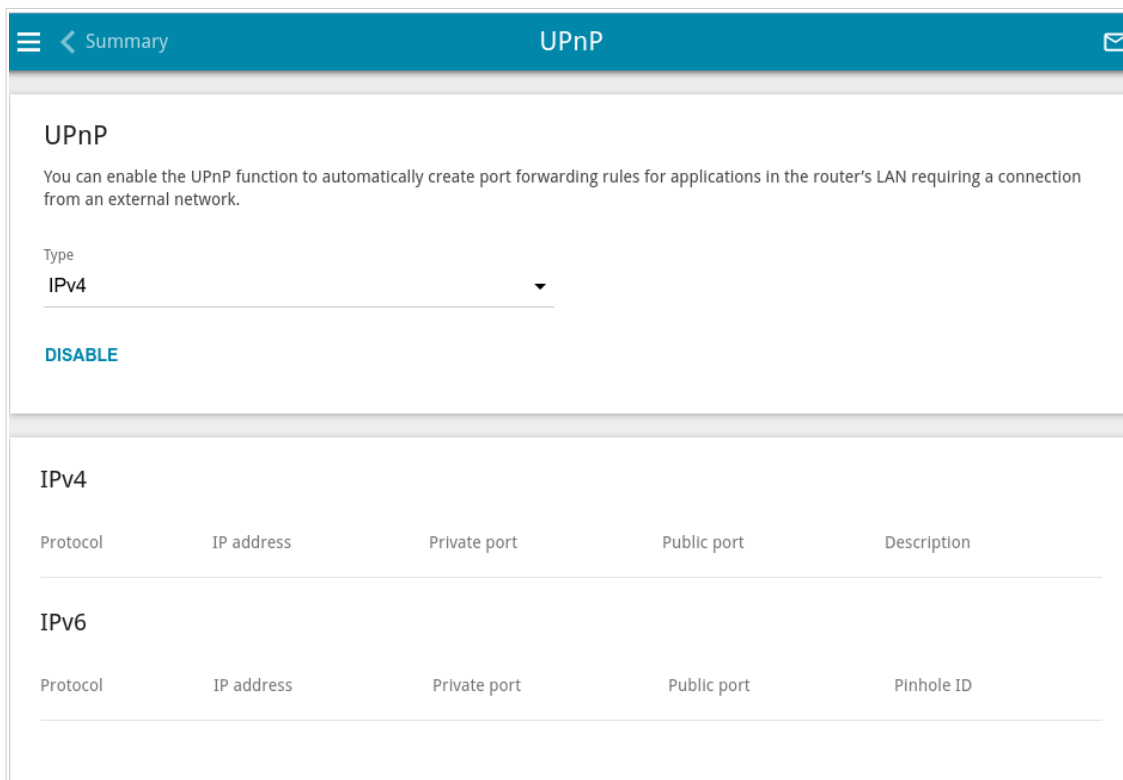 Summary
UPnP
UPnP
You can enable the UPnP function to automatically create port forwarding rules for applications in the router’s LAN requiring a connection
from an external network.
Type
IPv4
DISABLE
IPv4
Protocol IP address Private port Public port Description
IPv6
Protocol IP address Private port Public port Pinhole ID